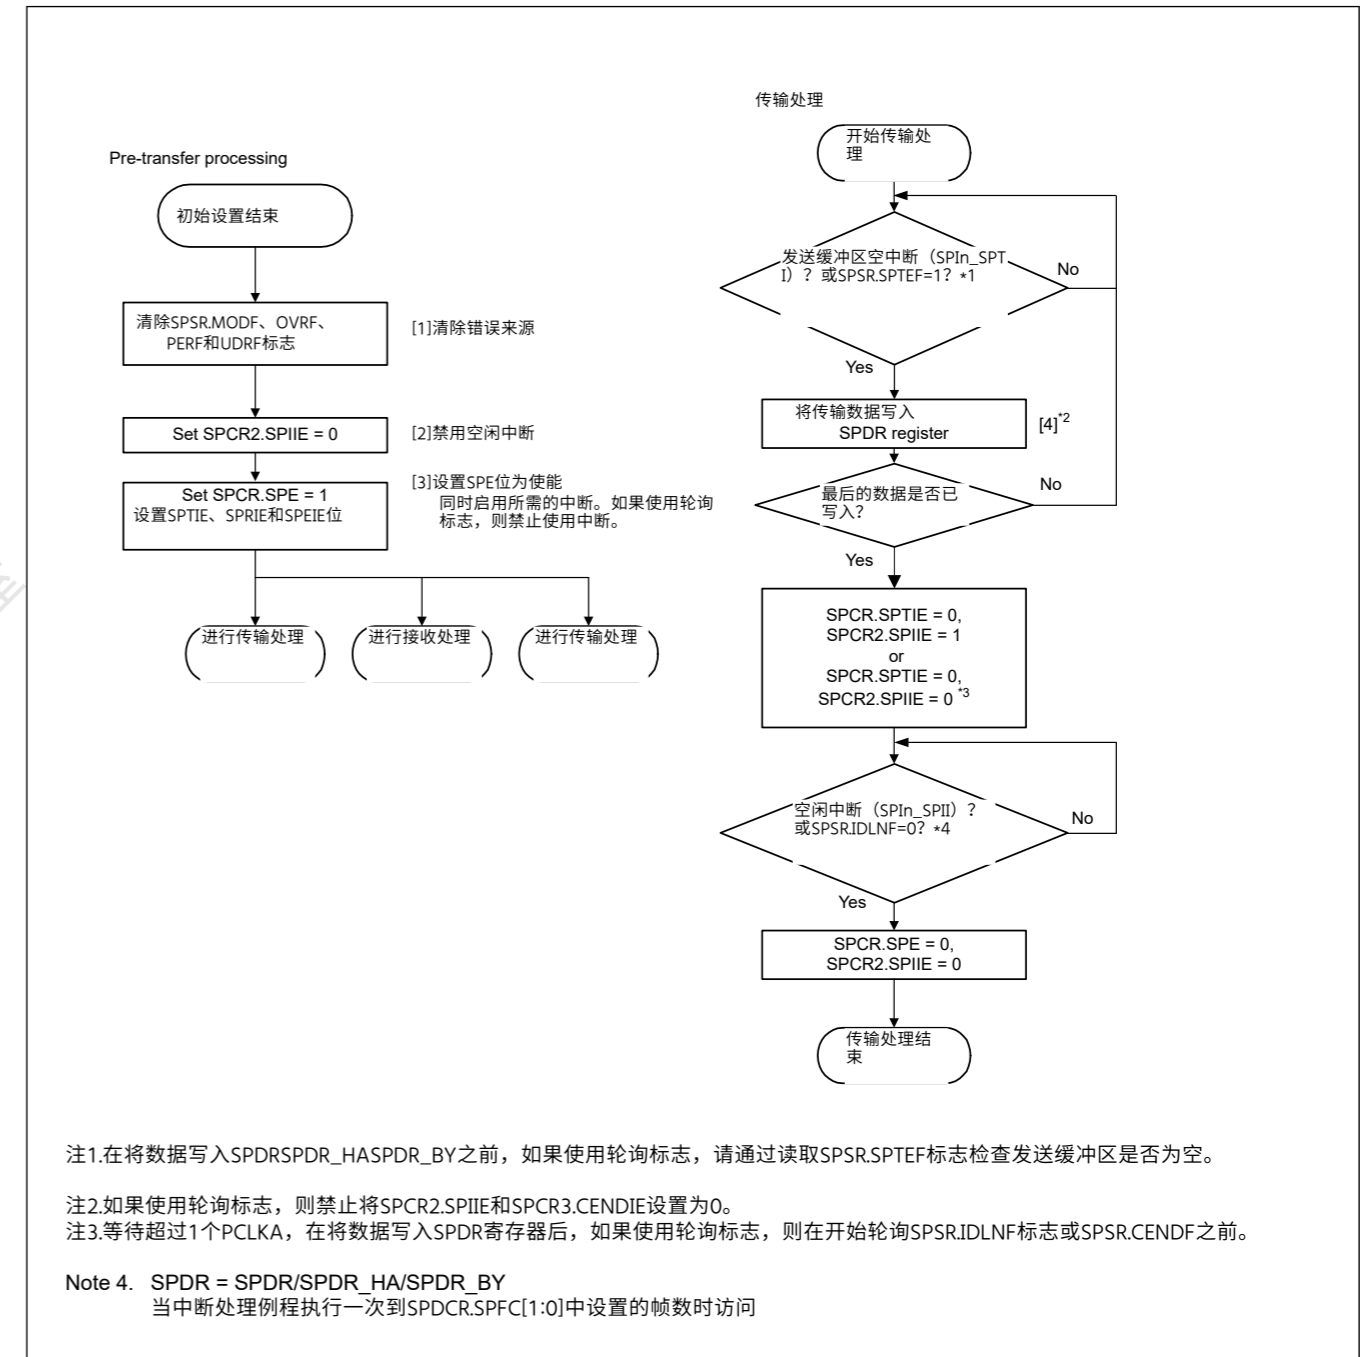 Pre-transfer processing
初始设置结束
清除SPSR.MODF、OVRF、
PERF和UDRF标志
[1]清除错误来源
Set SPCR2.SPIIE = 0
[2]禁用空闲中断
Set SPCR.SPE = 1
设置SPTIE、SPRIE和SPEIE位
[3]设置SPE位为使能
同时启用所需的中断。如果使用轮询
标志，则禁止使用中断。
进行传输处理
进行接收处理
进行传输处理
传输处理
开始传输处
理
发送缓冲区空中断（SPIn_SPT
I）？或SPSR.SPTEF=1？*1
No
Yes
将传输数据写入
SPDR register
[4]*2
最后的数据是否已
写入？
No
Yes
SPCR.SPTIE = 0,
SPCR2.SPIIE = 1
or
SPCR.SPTIE = 0,
SPCR2.SPIIE = 0 *3
空闲中断（SPIn_SPII）？
或SPSR.IDLNF=0？*4
No
Yes
SPCR.SPE = 0,
SPCR2.SPIIE = 0
传输处理结
束
注1.在将数据写入SPDRSPDR_HASPDR_BY之前，如果使用轮询标志，请通过读取SPSR.SPTEF标志检查发送缓冲区是否为空。
注2.如果使用轮询标志，则禁止将SPCR2.SPIIE和SPCR3.CENDIE设置为0。
注3.等待超过1个PCLKA，在将数据写入SPDR寄存器后，如果使用轮询标志，则在开始轮询SPSR.IDLNF标志或SPSR.CENDF之前。
Note 4. SPDR = SPDR/SPDR_HA/SPDR_BY
当中断处理例程执行一次到SPDCR.SPFC[1:0]中设置的帧数时访问